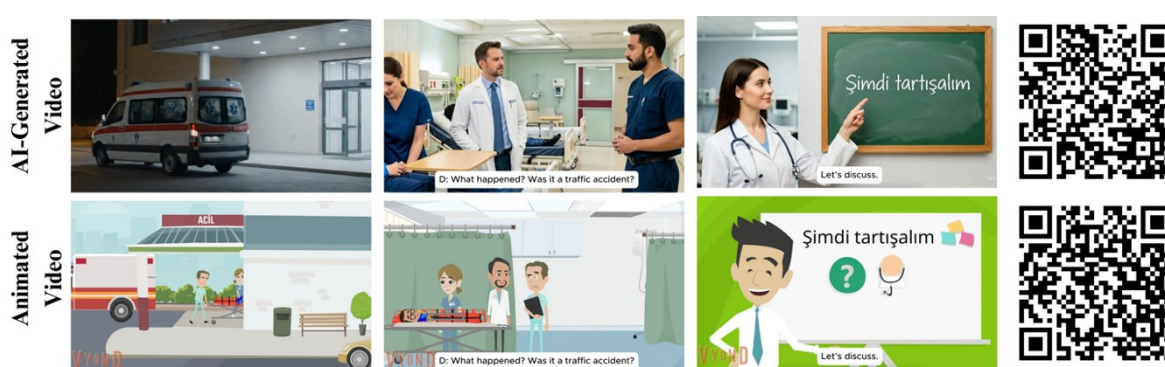 AI-Generated
Video
D: What happened? Was it a traffic accident?
Şimdi tartışalım
Let's discuss.
Animated
Video
ACİL
VYOND
D: What happened? Was it a traffic accident?
VYOND
Şimdi tartışalım
?
Let's discuss.
VYOND